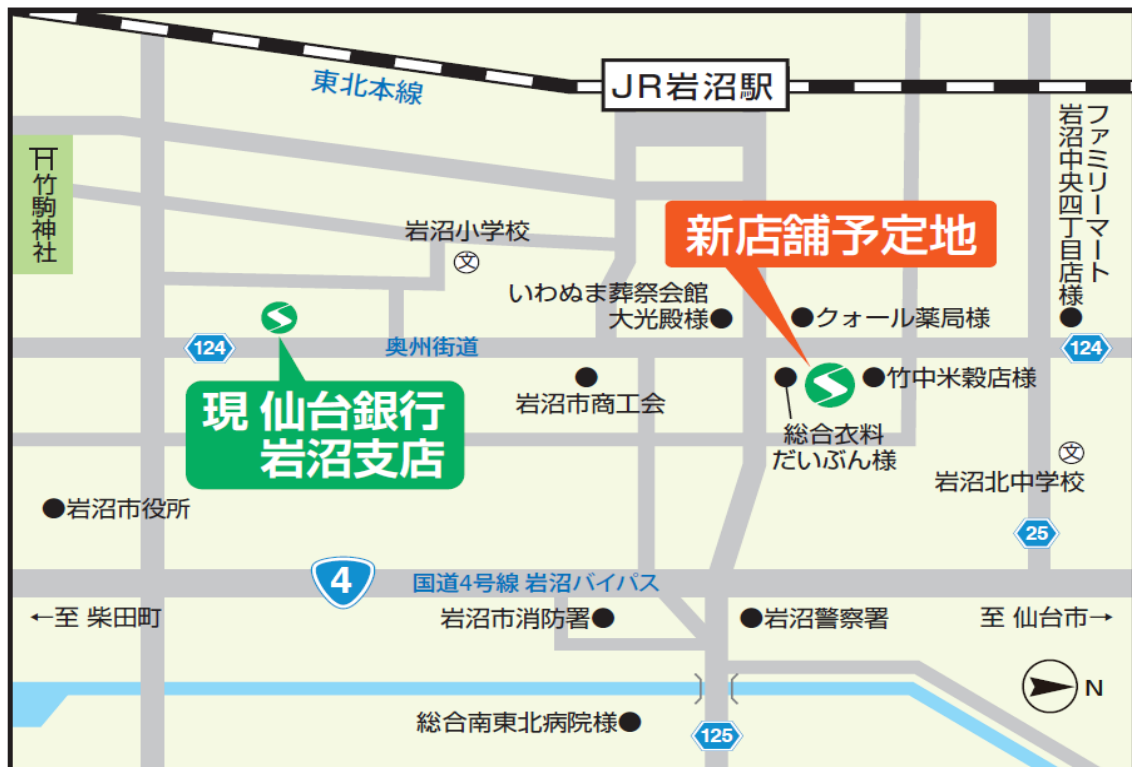 東北本線
JR岩沼駅
竹駒神社
ファミリーマート
岩沼中央四丁目店様
岩沼小学校
文
新店舗予定地
いわぬま葬祭会館
大光殿様
クォール薬局様
124
奥州街道
124
現 仙台銀行
岩沼支店
岩沼市商工会
竹中米穀店様
総合衣料
だいぶん様
文
岩沼北中学校
岩沼市役所
25
4
国道4号線 岩沼バイパス
←至 柴田町
岩沼市消防署
岩沼警察署
至 仙台市→
N
総合南東北病院様
125